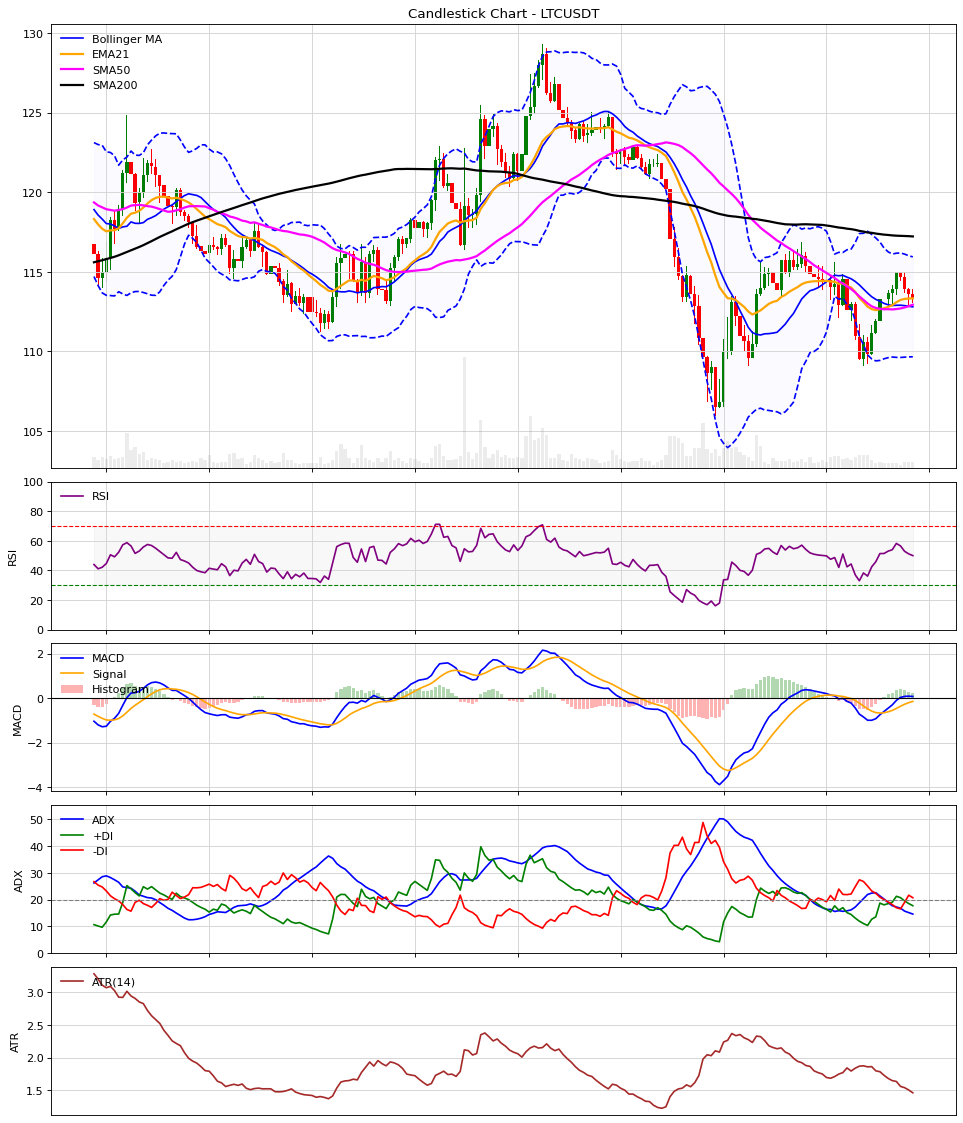 Candlestick Chart - LTCUSDT
Bollinger MA
EMA21
SMA50
SMA200
130
125
120
115
110
105
RSI
100
80
60
40
20
0
RSI
MACD
Signal
Histogram
2
0
−2
−4
MACD
ADX
+DI
-DI
50
40
30
20
10
0
ADX
ATR(14)
3.0
2.5
2.0
1.5
ATR